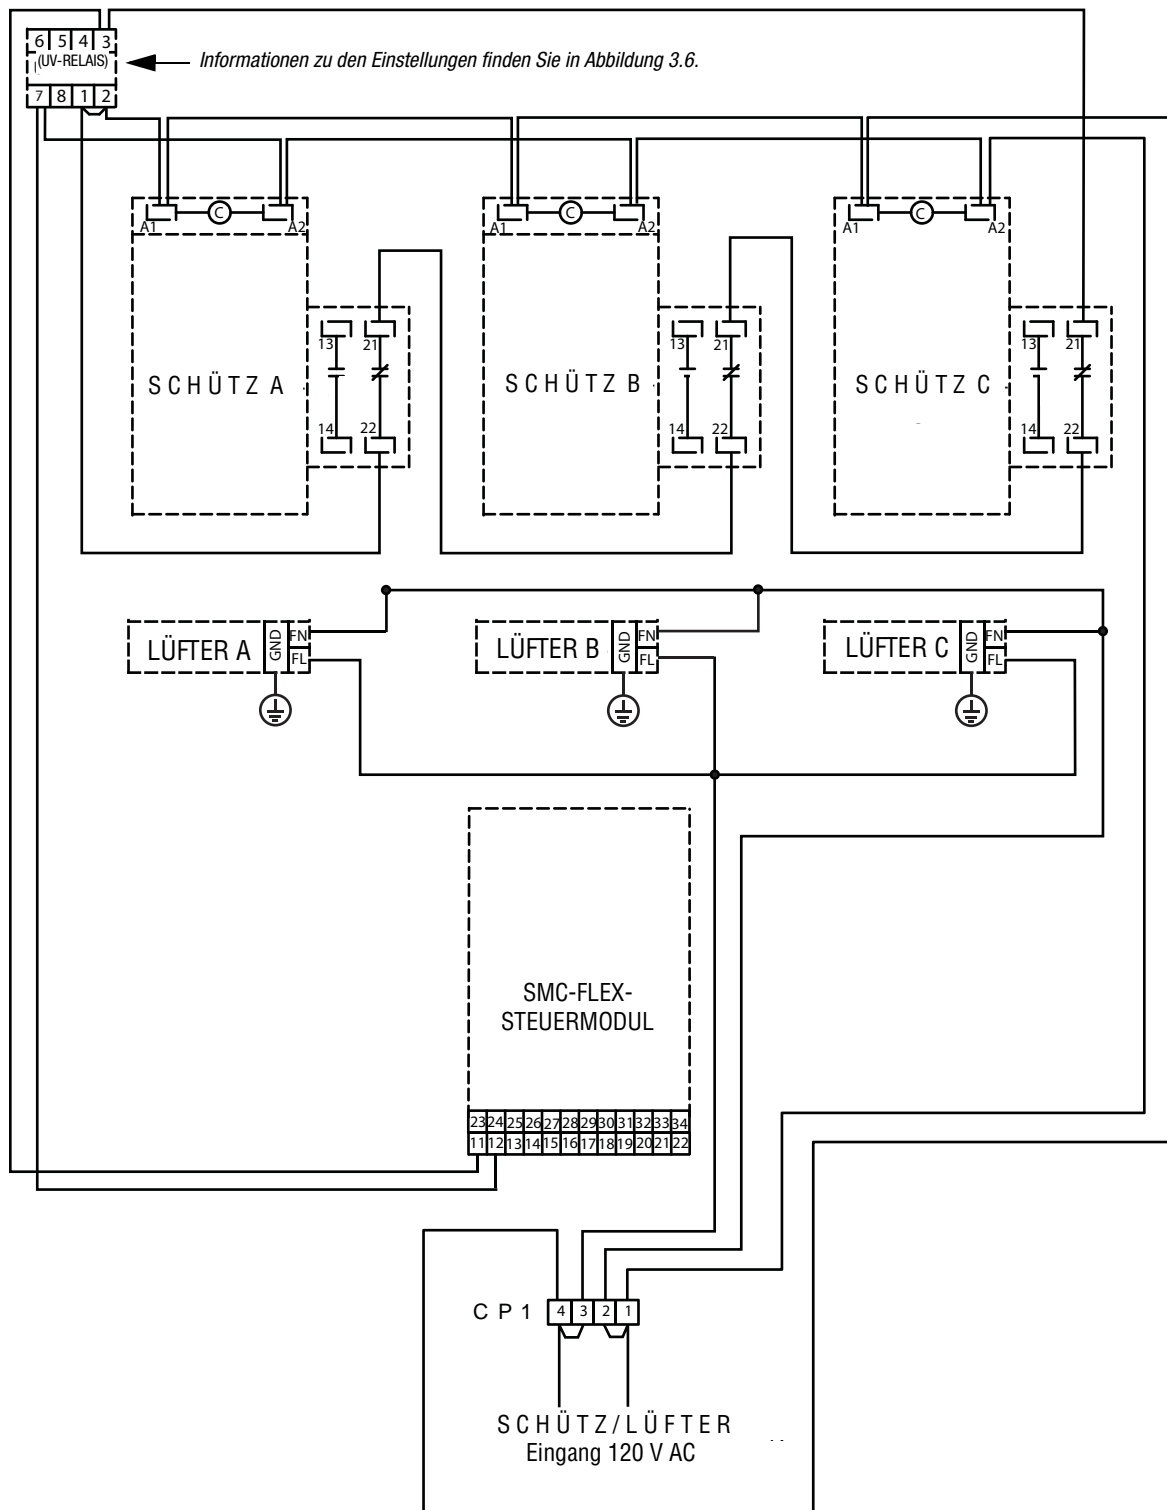 6 5 4 3
(UV-RELAIS)
7 8 1 2
Informationen zu den Einstellungen finden Sie in Abbildung 3.6.
A1 C A2 A1 C A2 A1 C A2
13 21 13 21 13 21
SCHÜTZ A SCHÜTZ B SCHÜTZ C
14 22 14 22 14 22
LÜFTER A GND FN FL
LÜFTER B GND FN FL
LÜFTER C GND FN FL
SMC-FLEX-
STEUERMODUL
23 24 25 26 27 28 29 30 31 32 33 34
11 12 13 14 15 16 17 18 19 20 21 22
CP1 4 3 2 1
SCHÜTZ/LÜFTER
Eingang 120 V AC